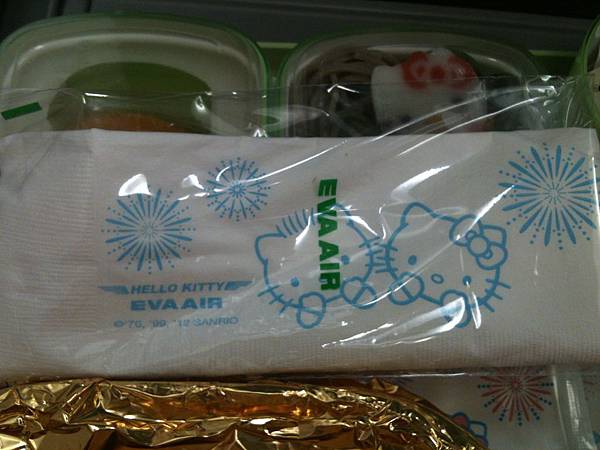 HELLO KITTY
EVA AIR
©'76, '99, '12 SANRIO
EVA AIR